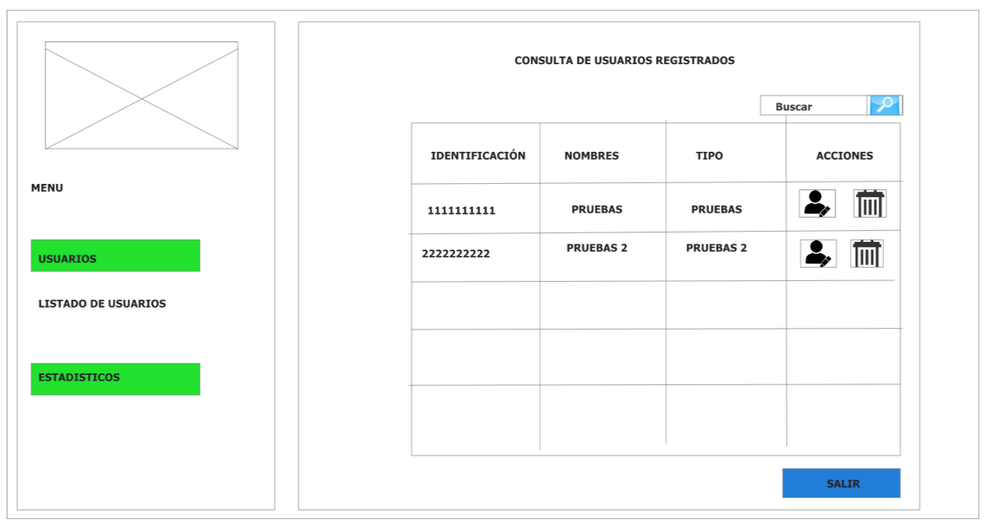 MENU
USUARIOS
LISTADO DE USUARIOS
ESTADISTICOS
CONSULTA DE USUARIOS REGISTRADOS
Buscar
IDENTIFICACIÓN NOMBRES TIPO ACCIONES
1111111111 PRUEBAS PRUEBAS
2222222222 PRUEBAS 2 PRUEBAS 2
SALIR